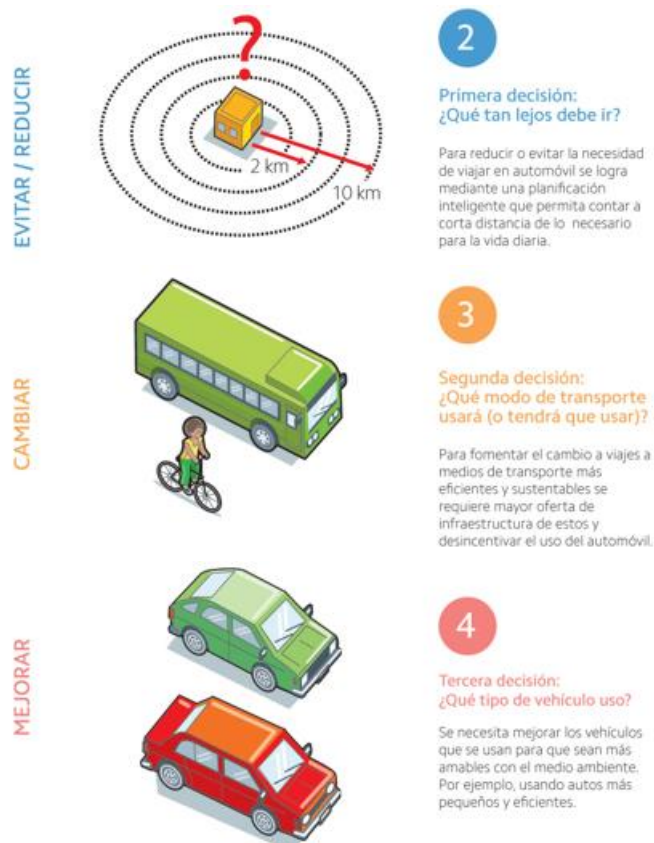 EVITAR / REDUCIR
?
2 km
10 km
2
Primera decisión:
¿Qué tan lejos debe ir?
Para reducir o evitar la necesidad
de viajar en automóvil se logra
mediante una planificación
inteligente que permita contar a
corta distancia de lo necesario
para la vida diaria.
CAMBIAR
3
Segunda decisión:
¿Qué modo de transporte
usará (o tendrá que usar)?
Para fomentar el cambio a viajes a
medios de transporte más
eficientes y sustentables se
requiere mayor oferta de
infraestructura de estos y
desincentivar el uso del automóvil.
MEJORAR
4
Tercera decisión:
¿Qué tipo de vehículo uso?
Se necesita mejorar los vehículos
que se usan para que sean más
amables con el medio ambiente.
Por ejemplo, usando autos más
pequeños y eficientes.